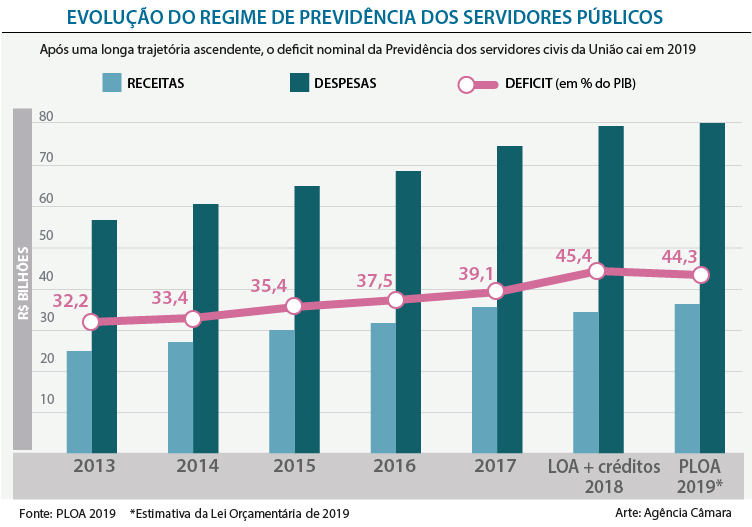 EVOLUÇÃO DO REGIME DE PREVIDÊNCIA DOS SERVIDORES PÚBLICOS
Após uma longa trajetória ascendente, o deficit nominal da Previdência dos servidores civis da União cai em 2019
RECEITAS DESPESAS DEFICIT (em % do PIB)
R$ BILHÕES
80
70
60
50
40
30
20
10
32,2 33,4 35,4 37,5 39,1 45,4 44,3
2013 2014 2015 2016 2017 LOA + créditos PLOA
2018 2019*
Fonte: PLOA 2019 *Estimativa da Lei Orçamentária de 2019 Arte: Agência Câmara